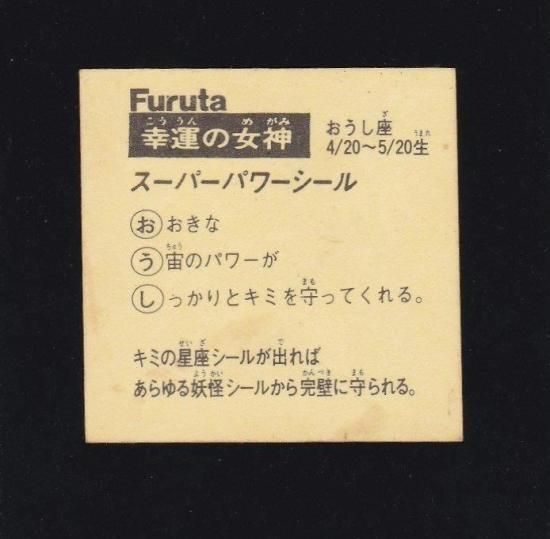 Furuta
幸運の女神
おうし座
4/20〜5/20生
スーパーパワーシール
おおきな
う宙のパワーが
しっかりとキミを守ってくれる。
キミの星座シールが出れば
あらゆる妖怪シールから完壁に守られる。